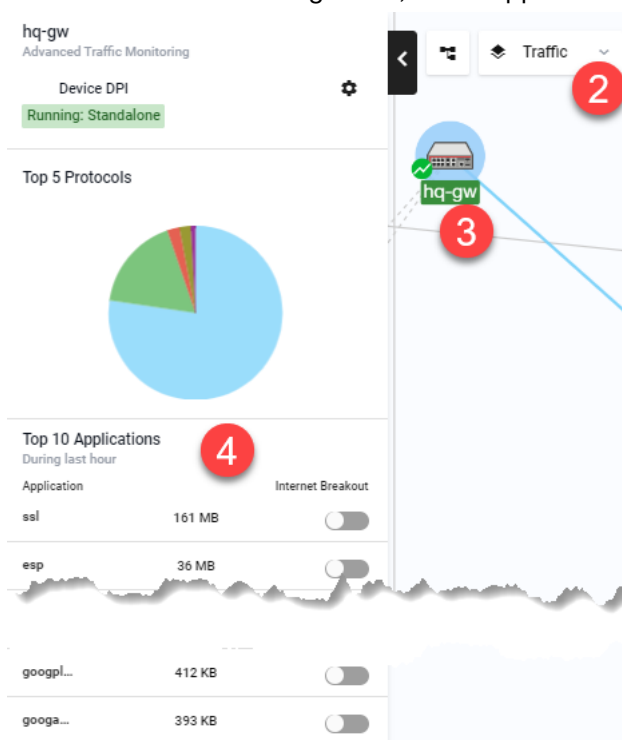 hq-gw
Advanced Traffic Monitoring
Device DPI
Running: Standalone
Top 5 Protocols
Top 10 Applications
During last hour
4
Application Internet Breakout
ssl 161 MB
esp 36 MB
googpl... 412 KB
googa... 393 KB
Traffic
2
hq-gw
3